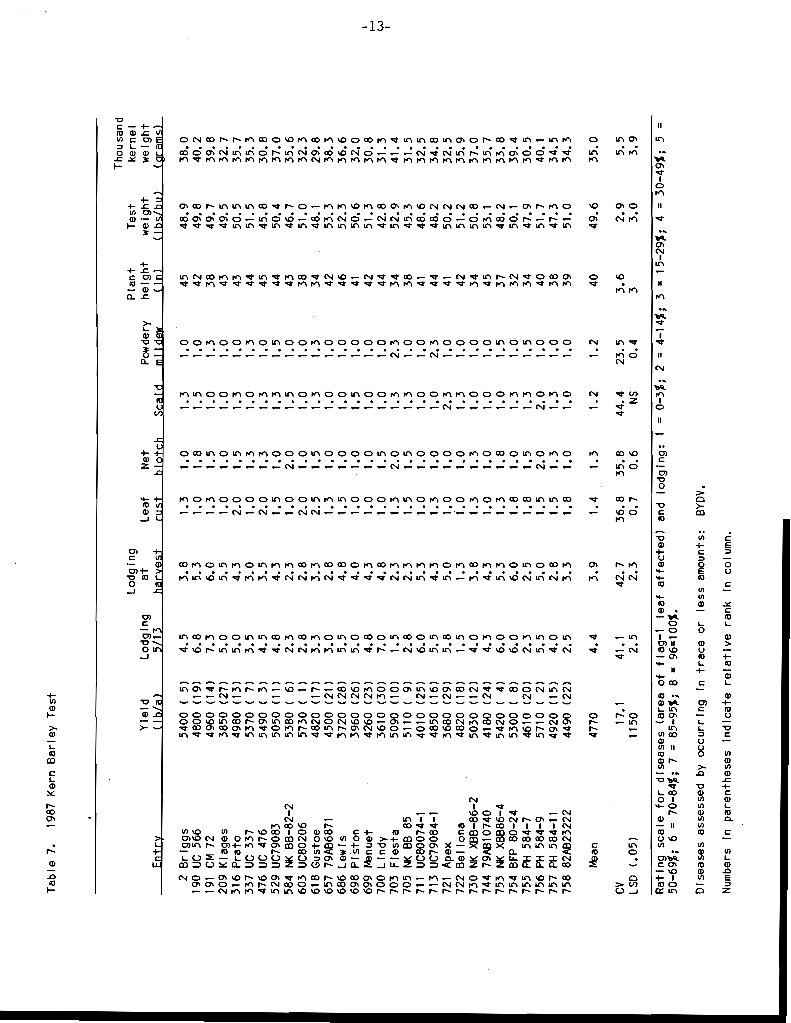 -13-
Table 7. 1987 Kern Barley Test
Entry Yield (lb/a) Lodging 5/13 Lodging at harvest Leaf rust Net blotch Scald Powdery mildew Plant height (in) Test weight (lbs/bu) Thousand kernel weight (grams)
2 Briggs 5400 ( 5) 4.5 3.8 1.3 1.0 1.3 1.0 45 48.9 38.0
190 UC 566 4800 (19) 6.8 5.3 1.0 1.8 1.5 1.0 42 49.8 40.2
191 CM 72 4960 (14) 7.3 6.0 1.3 1.5 1.0 1.3 38 49.7 39.8
209 Klages 3850 (27) 5.0 5.5 1.0 1.0 1.0 1.0 43 49.5 32.7
316 Prato 4980 (13) 5.0 4.3 2.0 1.5 1.3 1.0 43 50.5 35.7
337 UC 337 5370 ( 7) 3.5 3.0 1.0 1.3 1.0 1.3 44 51.5 35.3
476 UC 476 5490 ( 3) 4.5 3.5 2.0 1.3 1.3 1.0 45 45.8 30.8
529 UC79083 5050 (11) 4.8 4.3 1.5 1.0 1.3 1.5 44 50.4 37.0
584 NK BB-82-2 5380 ( 6) 2.3 2.3 1.0 2.0 1.5 1.0 43 46.7 35.6
603 UC80206 5730 ( 1) 2.8 2.8 2.0 1.0 1.0 1.0 38 51.0 32.3
618 Gustoe 4820 (17) 3.3 3.3 2.5 1.5 1.3 1.3 34 48.1 29.8
657 79AB6871 4500 (21) 3.0 2.8 1.3 1.0 1.0 1.0 42 53.3 38.3
686 Lewis 3720 (28) 5.5 4.8 1.5 1.0 1.0 1.0 46 52.3 36.6
698 Piston 3960 (26) 5.0 4.0 1.0 1.0 1.5 1.0 41 50.6 32.0
699 Menuet 4260 (23) 4.8 4.3 1.0 1.5 1.0 1.0 42 51.3 30.8
700 Lindy 3610 (30) 7.0 4.8 1.3 1.0 1.0 1.0 44 42.8 31.3
703 Fiesta 5090 (10) 1.5 2.3 1.3 2.0 1.3 2.3 34 52.9 41.4
705 NK BB 85 5110 ( 9) 2.8 2.3 1.5 1.5 1.3 1.0 38 45.3 31.5
711 UC80074-1 4010 (25) 6.0 5.3 1.0 1.0 1.0 1.0 41 48.6 32.5
713 UC79084-1 4850 (16) 5.5 4.3 1.3 1.0 1.0 2.3 44 48.2 34.8
721 Apex 3680 (29) 5.8 5.0 1.0 1.0 2.3 1.0 41 50.2 32.5
722 Bellona 4820 (18) 1.5 1.3 1.0 1.0 1.3 1.0 42 51.2 35.9
730 NK XBB-86-2 5030 (12) 4.0 3.8 1.3 1.3 1.0 1.0 34 50.8 37.0
744 79AB10740 4180 (24) 4.3 4.3 1.0 1.0 1.0 1.0 45 53.1 35.7
753 NK XBB86-4 5420 ( 4) 6.0 5.3 1.3 1.8 1.0 1.5 37 48.2 33.8
754 BFP 80-24 5300 ( 8) 6.0 6.0 1.8 1.0 1.3 1.0 32 50.1 39.4
755 PH 584-7 4610 (20) 2.3 2.5 1.8 1.5 1.3 1.5 34 47.9 30.5
756 PH 584-9 5710 ( 2) 5.5 5.0 1.5 2.0 2.0 1.0 40 51.7 40.1
757 PH 584-11 4920 (15) 4.0 2.8 1.5 1.3 1.3 1.0 38 47.3 34.5
758 82AB23222 4490 (22) 2.5 3.3 1.8 1.0 1.0 1.0 39 51.0 34.3
Mean 4770 4.4 3.9 1.4 1.3 1.2 1.2 40 49.6 35.0
CV 17.1 41.1 42.7 36.8 35.8 44.4 23.5 3.6 2.9 5.5
LSD (.05) 1150 2.5 2.3 0.7 0.6 NS 0.4 3 3.0 3.9
Rating scale for diseases (area of flag-1 leaf affected) and lodging: 1 = 0-3%; 2 = 4-14%; 3 = 15-29%; 4 = 30-49%; 5 =
50-69%; 6 = 70-84%; 7 = 85-95%; 8 = 96=100%.
Diseases assessed by occurring in trace or less amounts: BYDV.
Numbers in parentheses indicate relative rank in column.